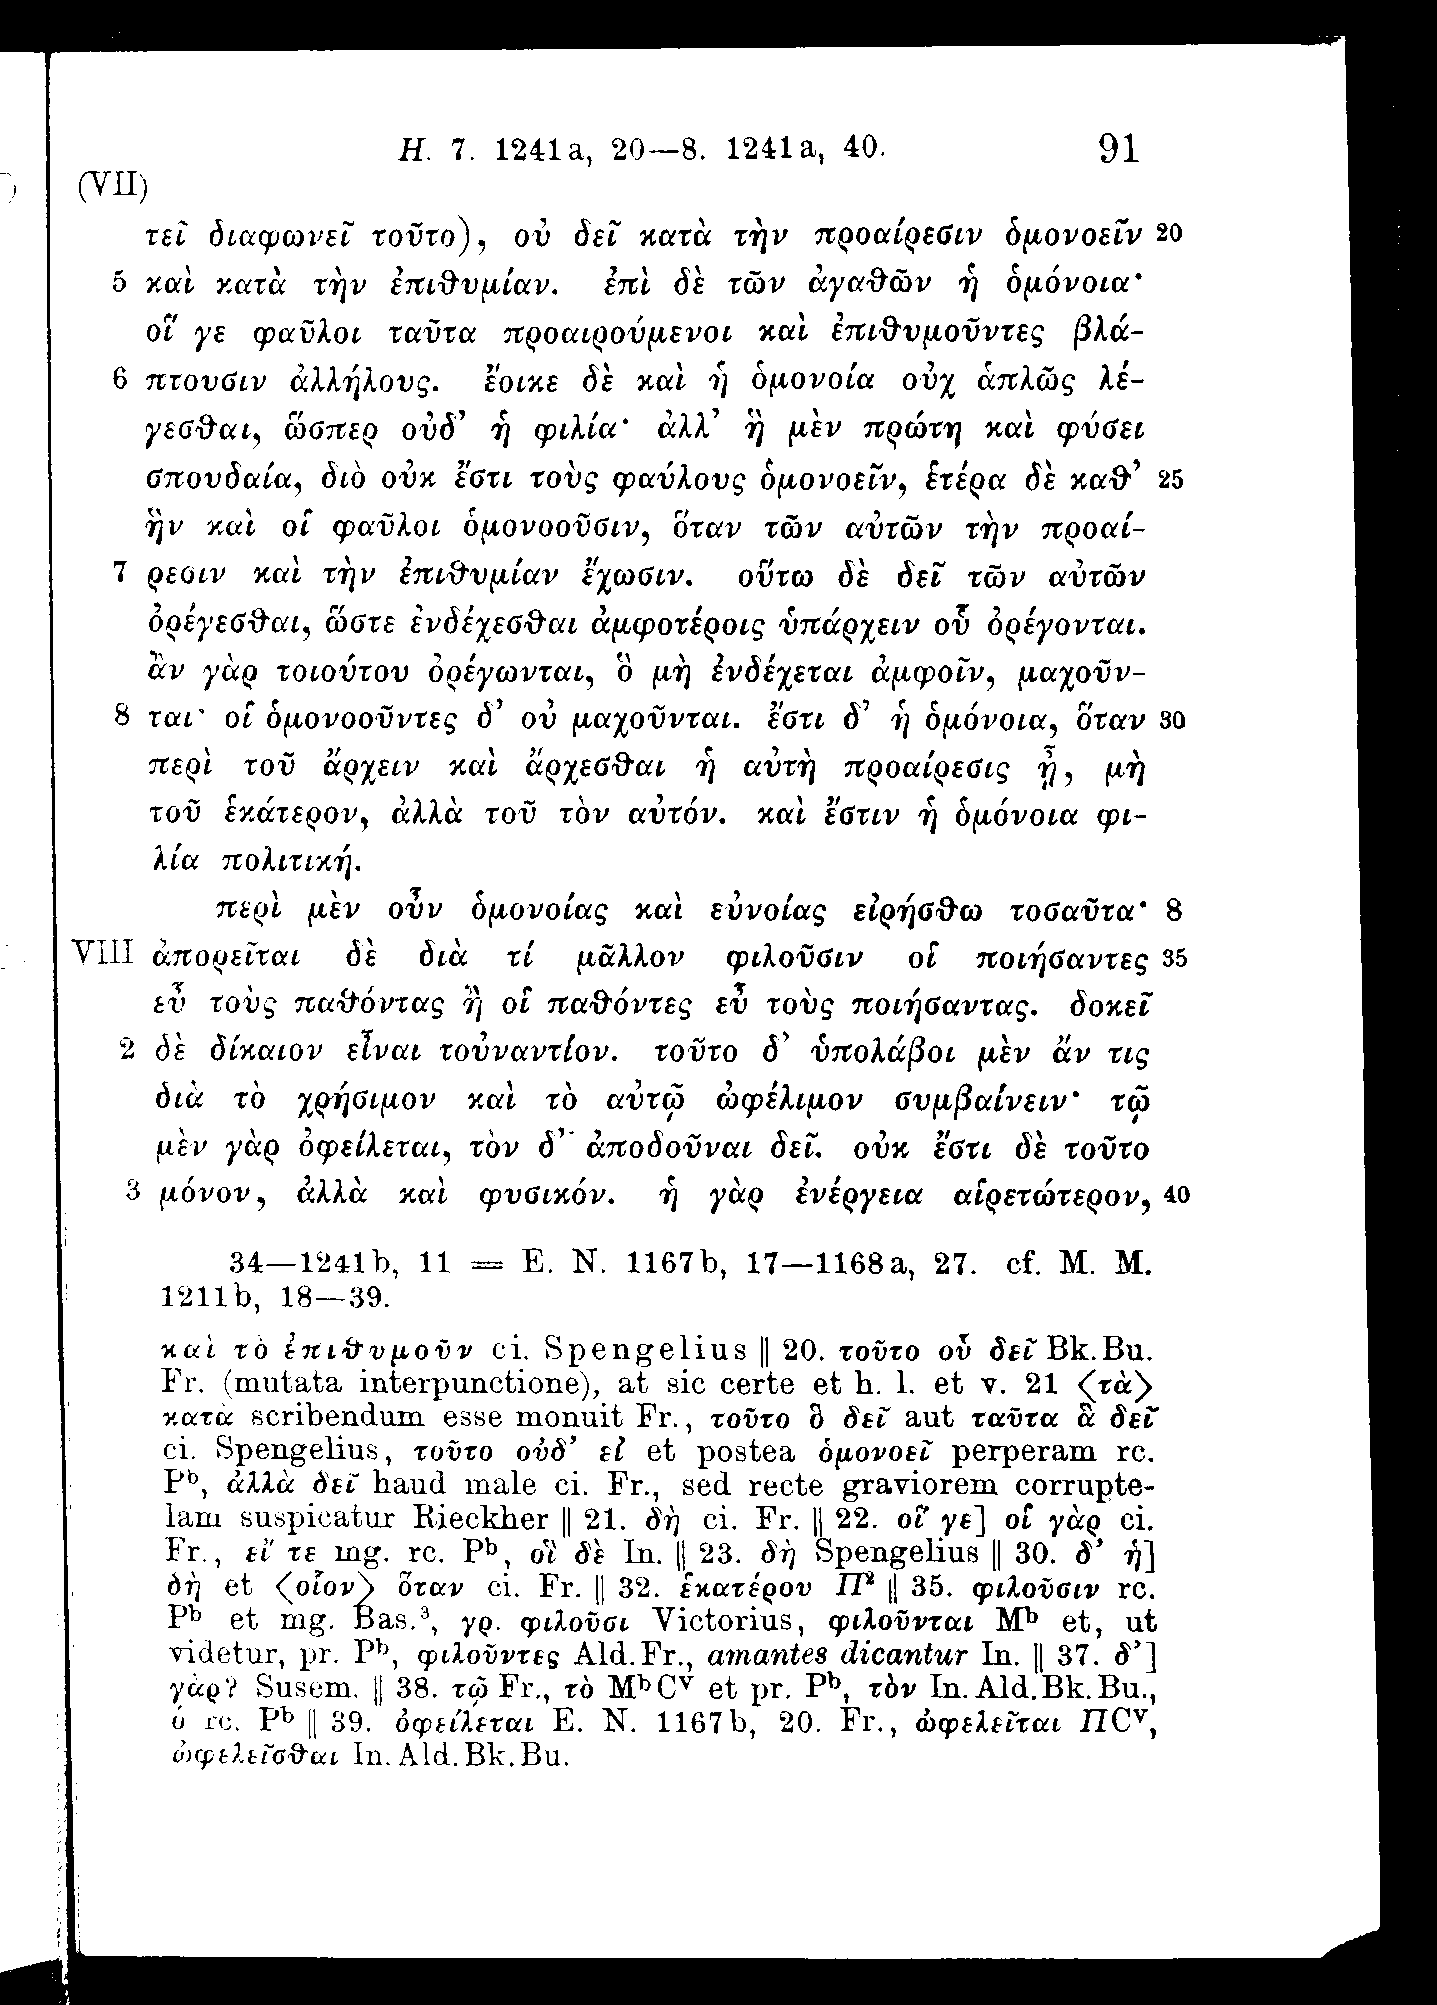 H. 7. 1241a, 20—8. 1241a, 40. 91
(VII)
τεῖ διαφωνεῖ τοῦτο), οὐ δεῖ κατὰ τὴν προαίρεσιν ὁμονοεῖν 20
5 καὶ κατὰ τὴν ἐπιθυμίαν. ἐπὶ δὲ τῶν ἀγαθῶν ἡ ὁμόνοια·
οἵ γε φαῦλοι ταῦτα προαιρούμενοι καὶ ἐπιθυμοῦντες βλά-
6 πτουσιν ἀλλήλους. ἔοικε δὲ καὶ ἡ ὁμονοία οὐχ ἁπλῶς λέ-
γεσθαι, ὥσπερ οὐδ’ ἡ φιλία· ἀλλ’ ἣ μὲν πρώτη καὶ φύσει
σπουδαία, διὸ οὐκ ἔστι τοὺς φαύλους ὁμονοεῖν, ἑτέρα δὲ καθ’ 25
ἣν καὶ οἱ φαῦλοι ὁμονοοῦσιν, ὅταν τῶν αὐτῶν τὴν προαί-
7 ρεσιν καὶ τὴν ἐπιθυμίαν ἔχωσιν. οὕτω δὲ δεῖ τῶν αὐτῶν
ὀρέγεσθαι, ὥστε ἐνδέχεσθαι ἀμφοτέροις ὑπάρχειν οὗ ὀρέγονται.
ἂν γὰρ τοιούτου ὀρέγωνται, ὃ μὴ ἐνδέχεται ἀμφοῖν, μαχοῦν-
8 ται· οἱ ὁμονοοῦντες δ’ οὐ μαχοῦνται. ἔστι δ’ ἡ ὁμόνοια, ὅταν 30
περὶ τοῦ ἄρχειν καὶ ἄρχεσθαι ἡ αὐτὴ προαίρεσις ᾖ, μὴ
τοῦ ἑκάτερον, ἀλλὰ τοῦ τὸν αὐτόν. καὶ ἔστιν ἡ ὁμόνοια φι-
λία πολιτική.
περὶ μὲν οὖν ὁμονοίας καὶ εὐνοίας εἰρήσθω τοσαῦτα· 8
VIII ἀπορεῖται δὲ διὰ τί μᾶλλον φιλοῦσιν οἱ ποιήσαντες 35
εὖ τοὺς παθόντας ἢ οἱ παθόντες εὖ τοὺς ποιήσαντας. δοκεῖ
2 δὲ δίκαιον εἶναι τοὐναντίον. τοῦτο δ’ ὑπολάβοι μὲν ἄν τις
διὰ τὸ χρήσιμον καὶ τὸ αὐτῷ ὠφέλιμον συμβαίνειν· τῷ
μὲν γὰρ ὀφείλεται, τὸν δ’ ἀποδοῦναι δεῖ. οὐκ ἔστι δὲ τοῦτο
3 μόνον, ἀλλὰ καὶ φυσικόν. ἡ γὰρ ἐνέργεια αἱρετώτερον, 40
34—1241b, 11 = E. N. 1167b, 17—1168a, 27. cf. M. M.
1211b, 18—39.
καὶ τὸ ἐπιθυμοῦν ci. Spengelius || 20. τοῦτο οὗ δεῖ Bk. Bu.
Fr. (mutata interpunctione), at sic certe et h. l. et v. 21 ⟨τὰ⟩
κατὰ scribendum esse monuit Fr., τοῦτο ὃ δεῖ aut ταῦτα ἃ δεῖ
ci. Spengelius, τοῦτο οὐδ’ εἰ et postea ὁμονοεῖ perperam rc.
Pᵇ, ἀλλὰ δεῖ haud male ci. Fr., sed recte graviorem corrupte-
lam suspicatur Rieckher || 21. δὴ ci. Fr. || 22. οἵ γε] οἱ γὰρ ci.
Fr., εἴ τε mg. rc. Pᵇ, οἳ δὲ In. || 23. δὴ Spengelius || 30. δ’ ἡ]
δὴ et ⟨οἷον⟩ ὅταν ci. Fr. || 32. ἑκατέρου Π² || 35. φιλοῦσιν rc.
Pᵇ et mg. Bas.³, γρ. φιλοῦσι Victorius, φιλοῦνται Mᵇ et, ut
videtur, pr. Pᵇ, φιλοῦντες Ald. Fr., amantes dicantur In. || 37. δ’]
γὰρ? Susem. || 38. τῷ Fr., τὸ MᵇCᵛ et pr. Pᵇ, τὸν In. Ald. Bk. Bu.,
ὁ rc. Pᵇ || 39. ὀφείλεται E. N. 1167b, 20. Fr., ὠφελεῖται ΠCᵛ,
ὠφελεῖσθαι In. Ald. Bk. Bu.